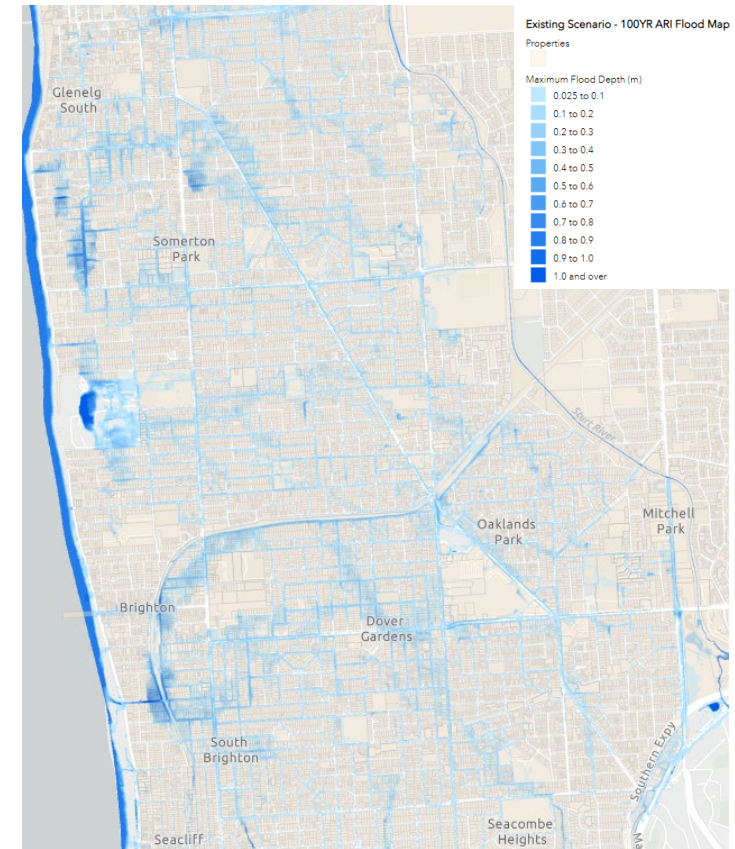 Existing Scenario - 100YR ARI Flood Map
Properties
Maximum Flood Depth (m)
0.025 to 0.1
0.1 to 0.2
0.2 to 0.3
0.3 to 0.4
0.4 to 0.5
0.5 to 0.6
0.6 to 0.7
0.7 to 0.8
0.8 to 0.9
0.9 to 1.0
1.0 and over
Glenelg
South
Somerton
Park
Sturt River
Oaklands
Park
Mitchell
Park
Brighton
Dover
Gardens
South
Brighton
Southern Expy
Ma
Seacliff
Seacombe
Heights